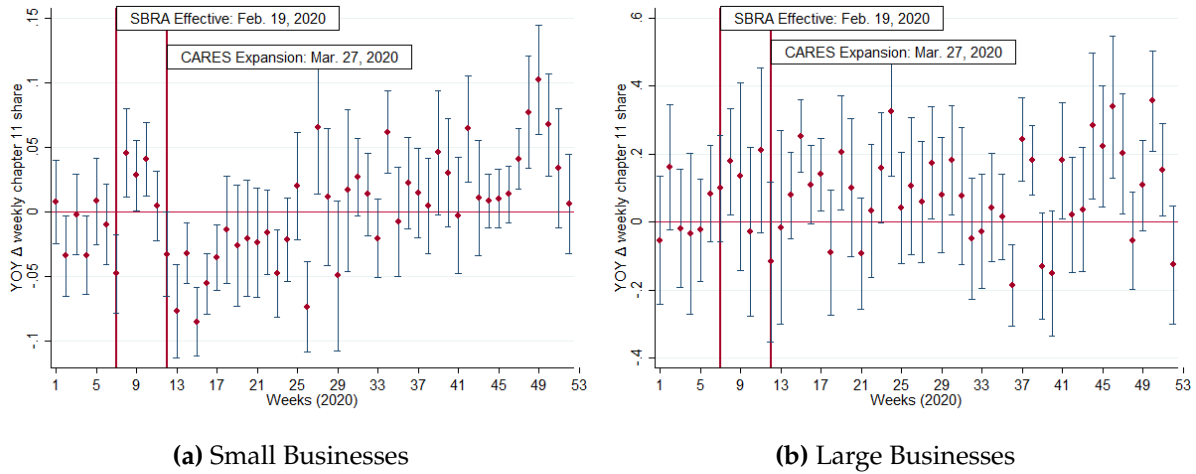 SBRA Effective: Feb. 19, 2020
CARES Expansion: Mar. 27, 2020
YOY Δ weekly chapter 11 share
.15
.1
.05
0
-.05
-.1
1 5 9 13 17 21 25 29 33 37 41 45 49 53
Weeks (2020)
(a) Small Businesses
SBRA Effective: Feb. 19, 2020
CARES Expansion: Mar. 27, 2020
YOY Δ weekly chapter 11 share
.6
.4
.2
0
-.2
-.4
1 5 9 13 17 21 25 29 33 37 41 45 49 53
Weeks (2020)
(b) Large Businesses